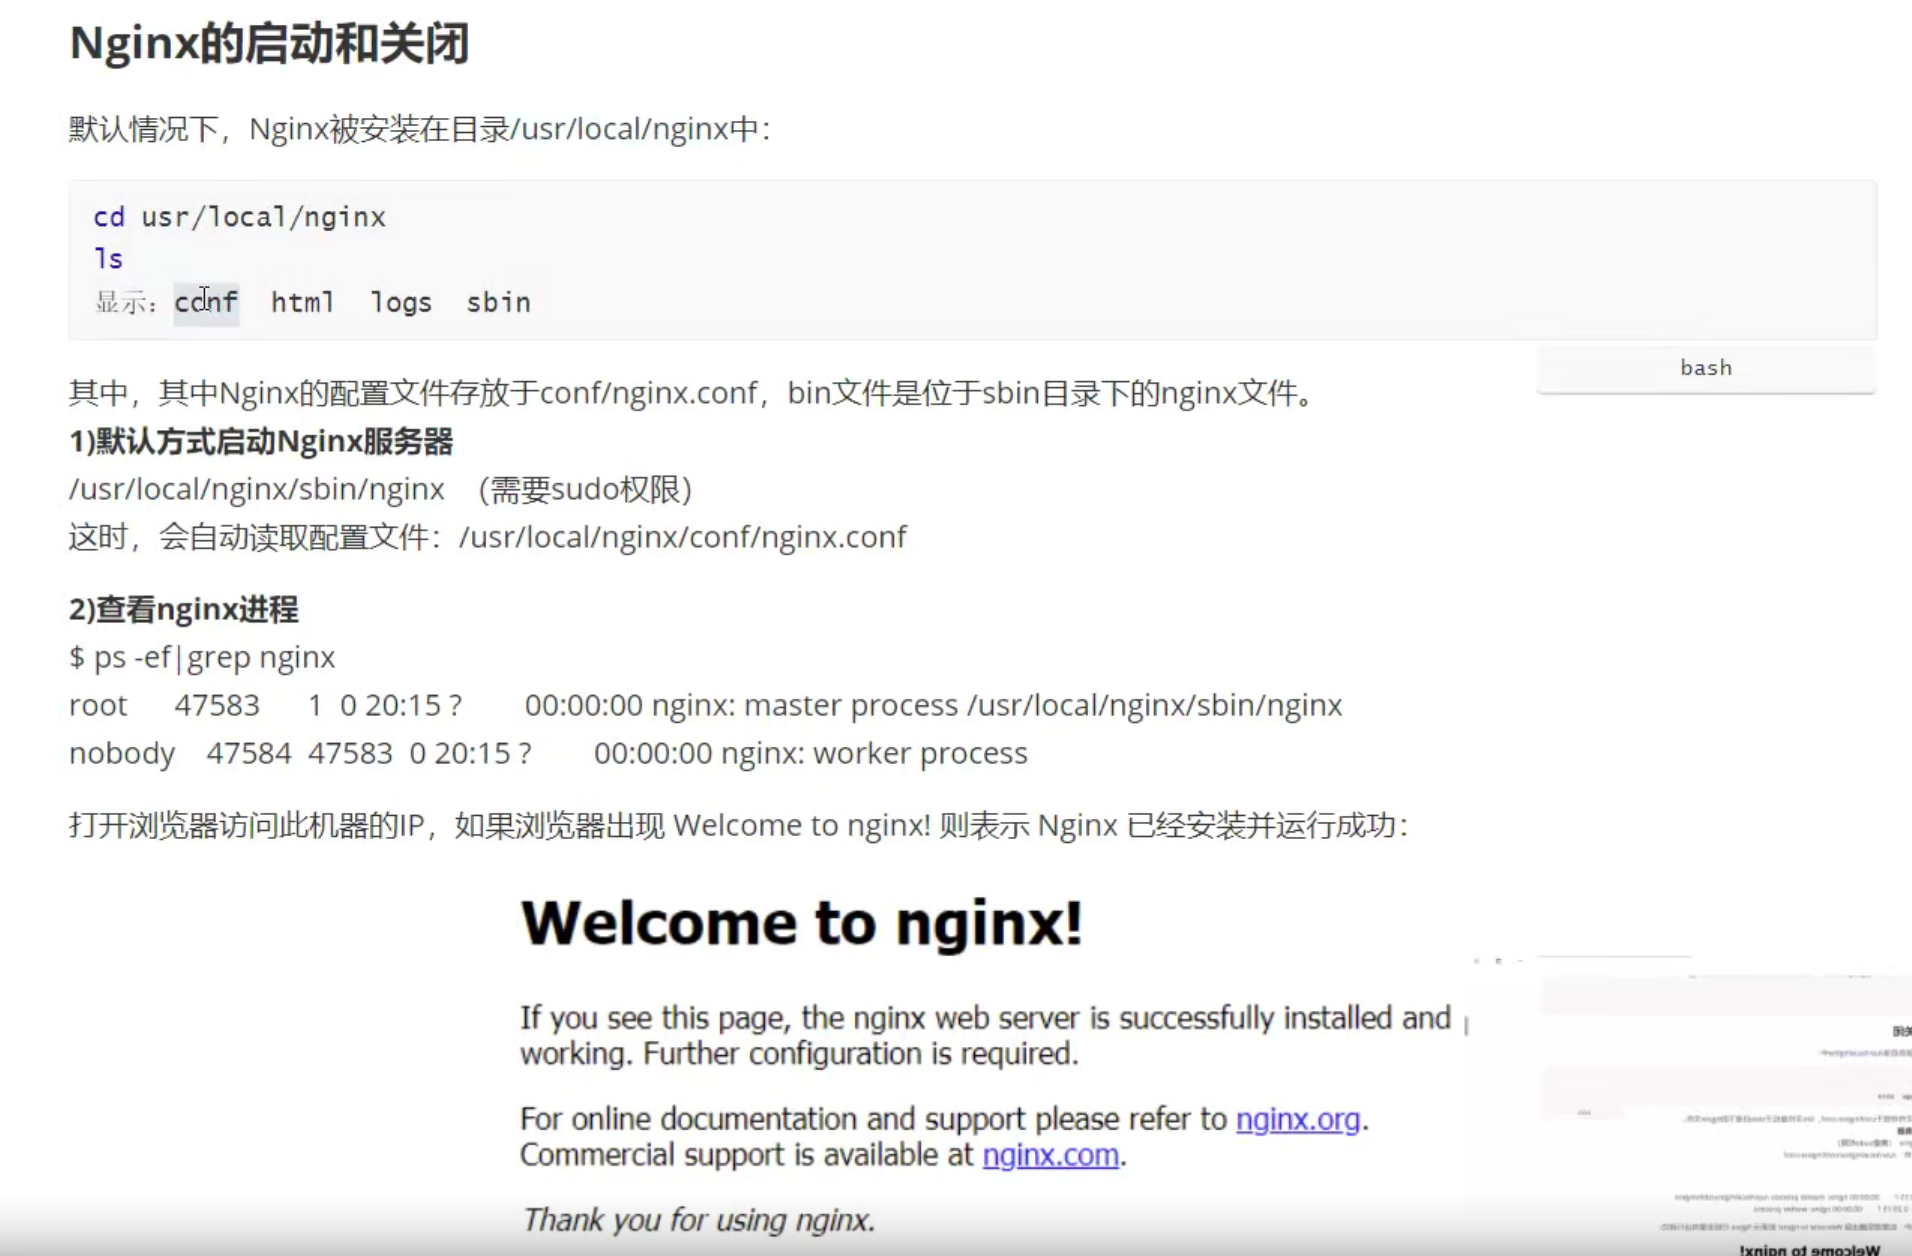 Nginx的启动和关闭
默认情况下，Nginx被安装在目录/usr/local/nginx中：
cd usr/local/nginx
ls
显示：conf  html  logs  sbin
bash
其中，其中Nginx的配置文件存放于conf/nginx.conf，bin文件是位于sbin目录下的nginx文件。
1)默认方式启动Nginx服务器
/usr/local/nginx/sbin/nginx （需要sudo权限）
这时，会自动读取配置文件：/usr/local/nginx/conf/nginx.conf
2)查看nginx进程
$ ps -ef|grep nginx
root 47583 1 0 20:15 ? 00:00:00 nginx: master process /usr/local/nginx/sbin/nginx
nobody 47584 47583 0 20:15 ? 00:00:00 nginx: worker process
打开浏览器访问此机器的IP，如果浏览器出现 Welcome to nginx! 则表示 Nginx 已经安装并运行成功：
Welcome to nginx!
If you see this page, the nginx web server is successfully installed and
working. Further configuration is required.
For online documentation and support please refer to nginx.org.
Commercial support is available at nginx.com.
Thank you for using nginx.
Welcome to nginx!